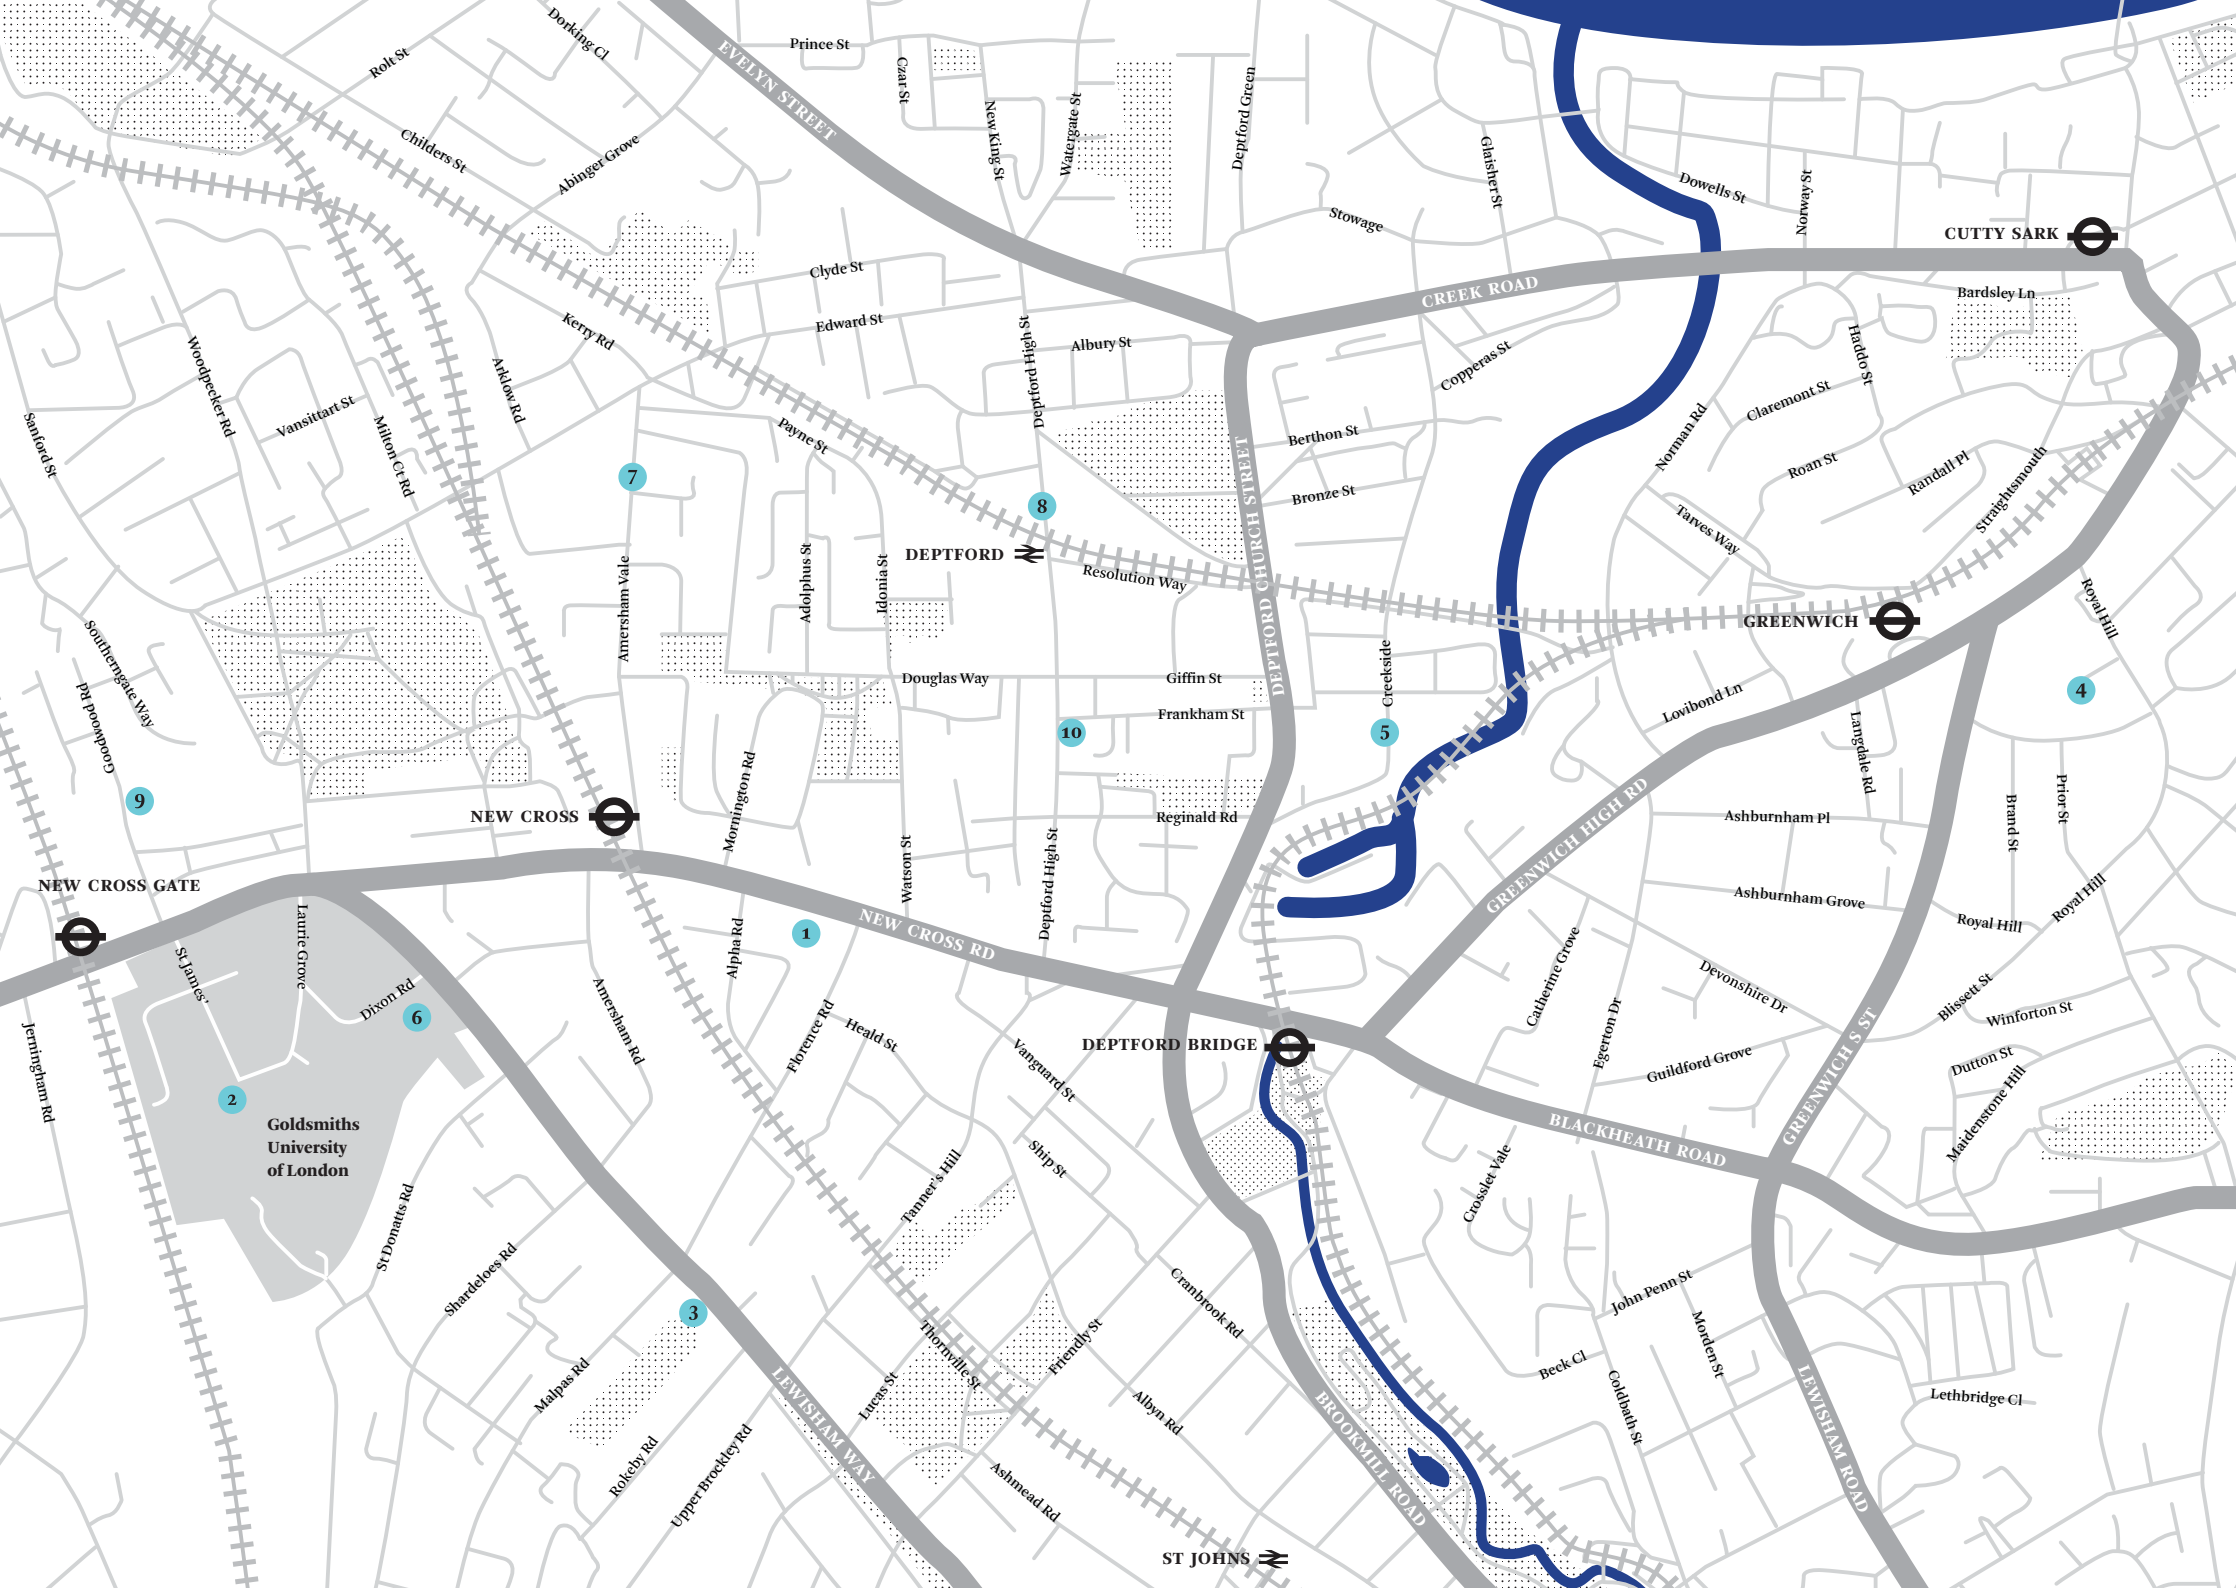 Dorking Cl
Rolt St
EVELYN STREET
Prince St
Czar St
New King St
Watergate St
Deptford Green
Childers St
Abinger Grove
Glaisher St
Stowage
Dowells St
Norway St
CUTTY SARK
Clyde St
Edward St
Kerry Rd
CREEK ROAD
Bardsley Ln
Deptford High St
Albury St
Copperas St
Haddo St
Woodpecker Rd
Vansittart St
Arklow Rd
Milton Ct Rd
Sanford St
Payne St
Claremont St
Norman Rd
Berthon St
Bronze St
Roan St
Randall Pl
Straightsmouth
Tarves Way
DEPTFORD CHURCH STREET
7
8
DEPTFORD
Resolution Way
Amersham Vale
Adolphus St
Idonia St
GREENWICH
Royal Hill
Southerngate Way
Goodwood Rd
Douglas Way
Giffin St
Frankham St
Creekside
Lovibond Ln
Langdale Rd
4
10
5
9
Mornington Rd
NEW CROSS
Reginald Rd
Watson St
Deptford High St
GREENWICH HIGH RD
Ashburnham Pl
Brand St
Prior St
NEW CROSS GATE
Ashburnham Grove
Royal Hill
Royal Hill
Laurie Grove
St James'
Dixon Rd
6
Alpha Rd
1
NEW CROSS RD
Amersham Rd
Florence Rd
Heald St
Vanguard St
DEPTFORD BRIDGE
Catherine Grove
Egerton Dr
Devonshire Dr
Guildford Grove
GREENWICH S ST
Blissett St
Winforton St
Dutton St
Maidenstone Hill
Jerningham Rd
2
Goldsmiths
University
of London
BLACKHEATH ROAD
Ship St
Tanner's Hill
Crosslet Vale
St Donatts Rd
Shardeloes Rd
3
Cranbrook Rd
John Penn St
Morden St
Thornville St
Friendly St
Malpas Rd
Lucas St
Beck Cl
Coldbath St
Lethbridge Cl
LEWISHAM WAY
Albyn Rd
BROOKMILL ROAD
LEWISHAM ROAD
Rokeby Rd
Upper Brockley Rd
Ashmead Rd
ST JOHNS